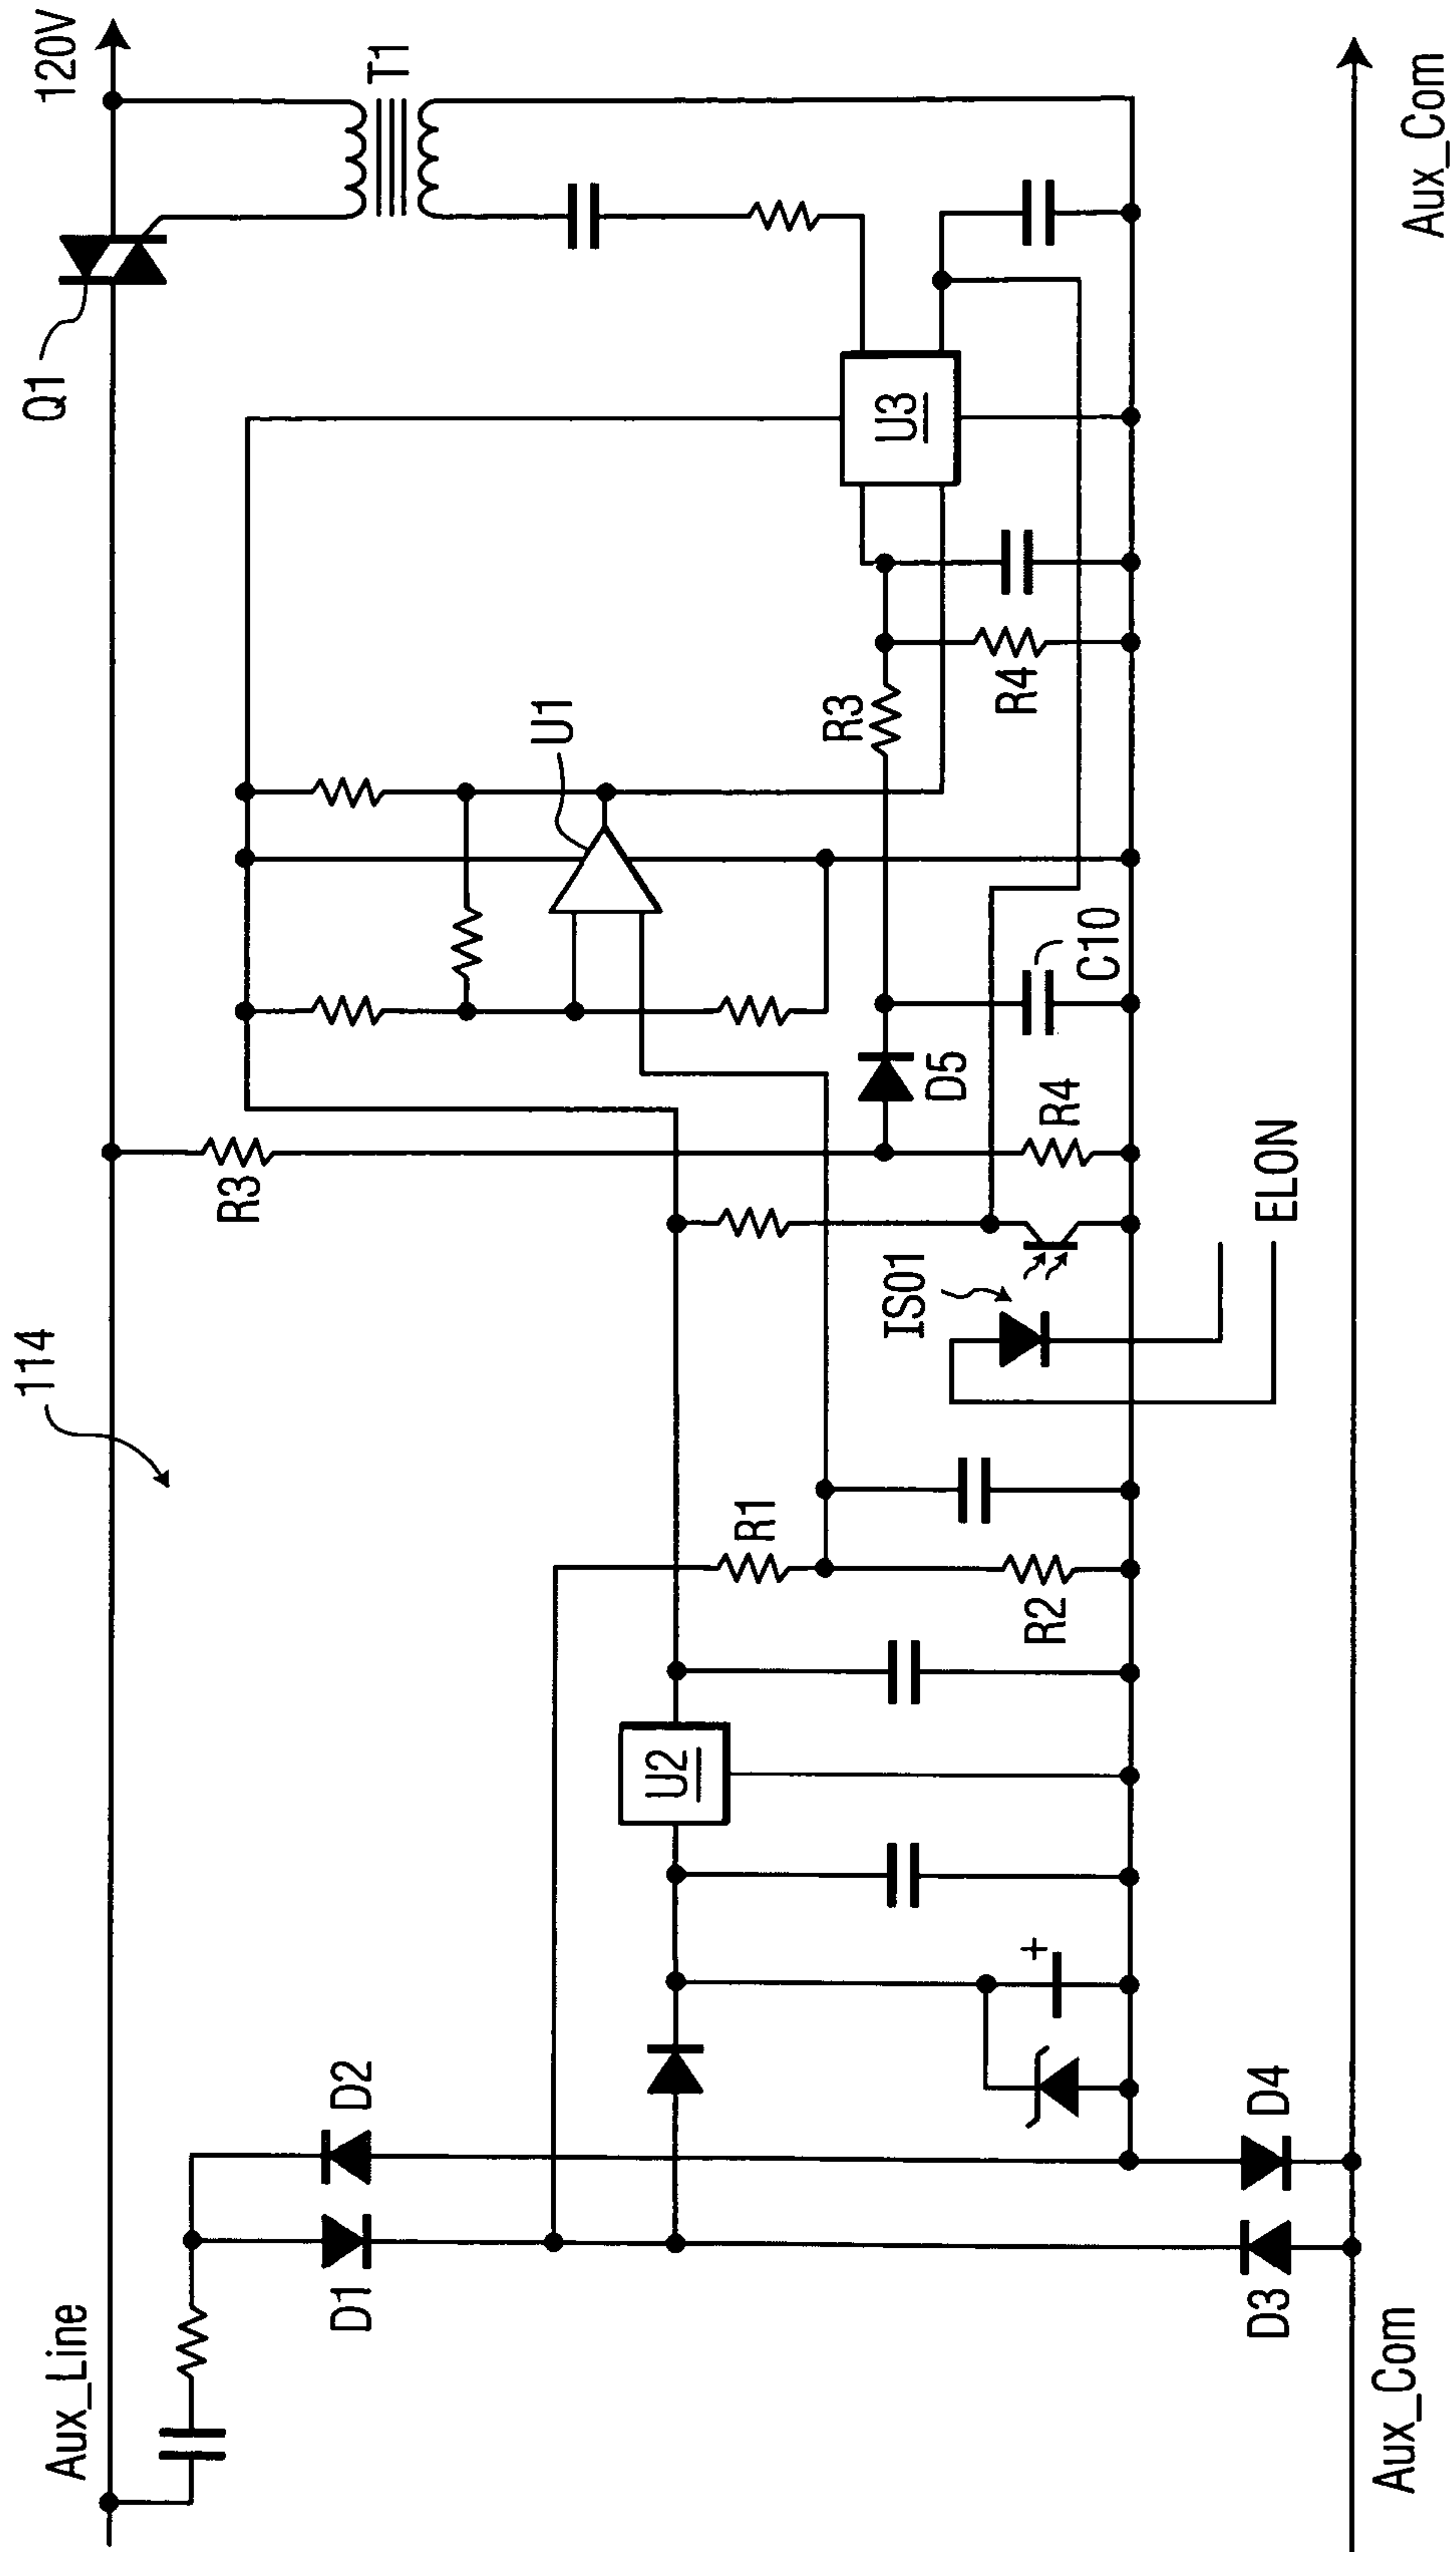 114
Aux_Line
Q1
120V
T1
D1
D2
R3
U1
U2
R1
R2
ISO1
R3
D5
R4
C10
R4
U3
+
ELON
D3
D4
Aux_Com
Aux_Com